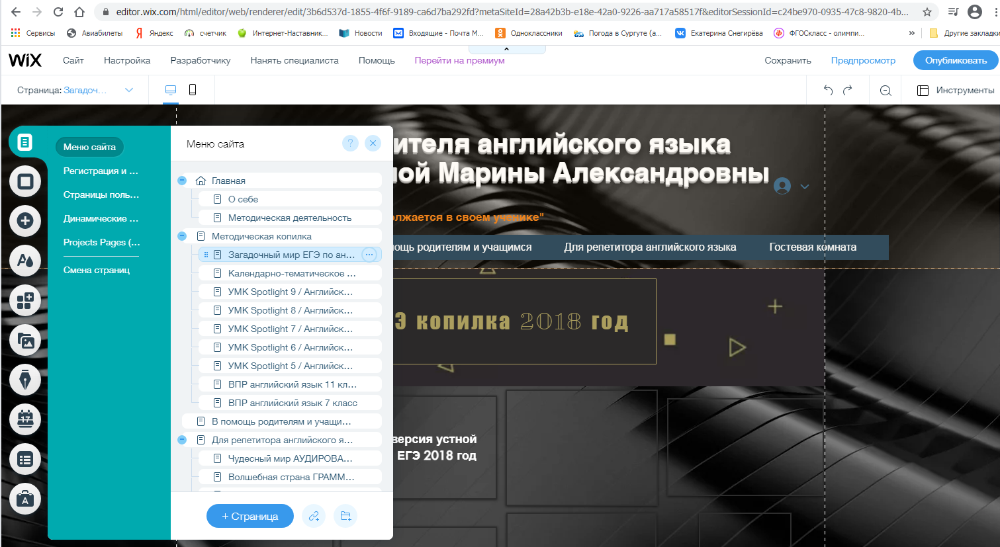 editor.wix.com/html/editor/web/renderer/edit/3b6d537d-1855-4f6f-9189-ca6d7ba292fd?metaSiteId=28a42b3b-e18e-42a0-9226-aa717a58517f&editorSessionId=c24be970-0935-47c8-9820-4b...
Сервисы Авиабилеты Яндекс счетчик Интернет-Наставник... Новости Входящие - Почта М... Одноклассники Погода в Сургуте (а... Екатерина Снегирёва ФГОСкласс - олимпи... » Другие закладки
WiX Сайт Настройка Разработчику Нанять специалиста Помощь Перейти на премиум Сохранить Предпросмотр Опубликовать
Страница: Загадоч... Инструменты
Меню сайта
Регистрация и ...
Страницы поль...
Динамические ...
Projects Pages (...
Смена страниц
Меню сайта ?
Главная
О себе
Методическая деятельность
Методическая копилка
Загадочный мир ЕГЭ по ан... ...
Календарно-тематическое ...
УМК Spotlight 9 / Английск...
УМК Spotlight 8 / Английск...
УМК Spotlight 7 / Английск...
УМК Spotlight 6 / Английск...
УМК Spotlight 5 / Английск...
ВПР английский язык 11 кл...
ВПР английский язык 7 класс
В помощь родителям и учащи...
Для репетитора английского я...
Чудесный мир АУДИРОВА...
Волшебная страна ГРАММ...
+ Страница
17
A
ителя английского языка
ой Марины Александровны
олжается в своем ученике"
ощь родителям и учащимся Для репетитора английского языка Гостевая комната
Э копилка 2018 год
версия устной
ЕГЭ 2018 год